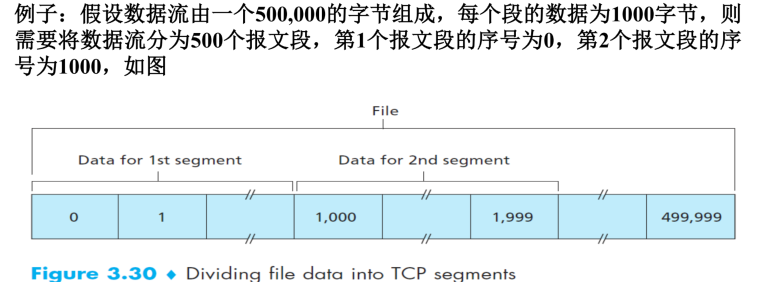 例子：假设数据流由一个500,000的字节组成，每个段的数据为1000字节，则
需要将数据流分为500个报文段，第1个报文段的序号为0，第2个报文段的序
号为1000，如图
File
Data for 1st segment Data for 2nd segment
0 1 1,000 1,999 499,999
Figure 3.30 ◆ Dividing file data into TCP segments